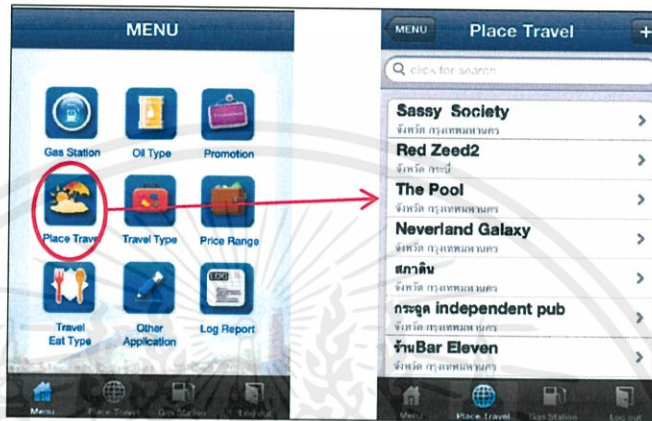 MENU
Gas Station
Oil Type
Promotion
Place Travel
Travel Type
Price Range
LOG
Travel
Eat Type
Other
Application
Log Report
Menu
Place Travel
Gas Station
Log out
MENU
Place Travel
+
click for search
Sassy Society
จังหวัด กรุงเทพมหานคร
Red Zeed2
จังหวัด กระบี่
The Pool
จังหวัด กรุงเทพมหานคร
Neverland Galaxy
จังหวัด กรุงเทพมหานคร
สภาดิน
จังหวัด กรุงเทพมหานคร
กระจูด independent pub
จังหวัด กรุงเทพมหานคร
ร้านBar Eleven
จังหวัด กรุงเทพมหานคร
Menu
Place Travel
Gas Station
Log out